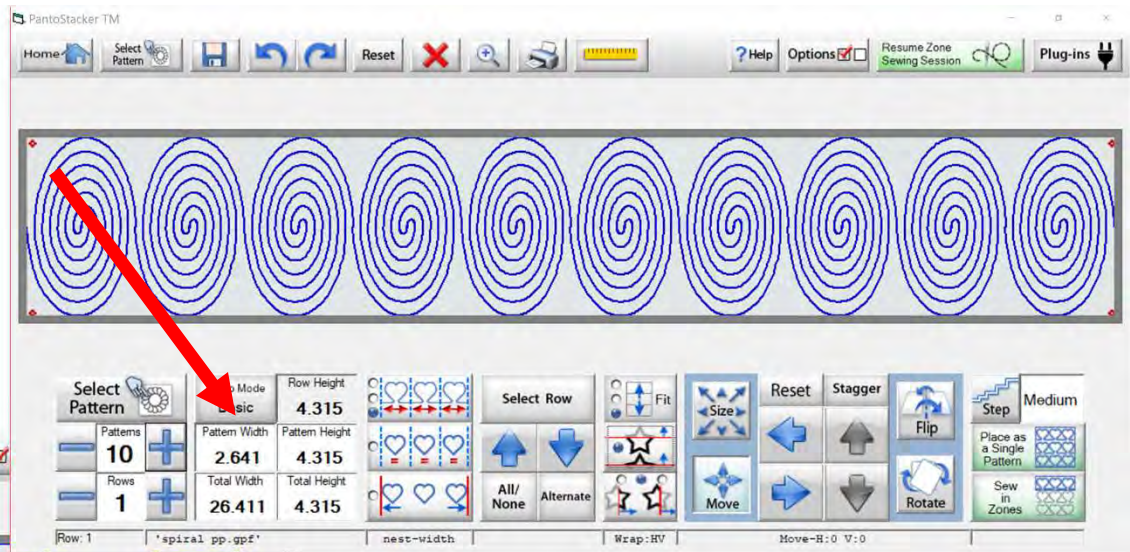 PantoStacker TM
Home
Select
Pattern
Reset
? Help
Options
Resume Zone
Sewing Session
Plug-ins
Select
Pattern
Mode
Row Height
4.315
Patterns
10
Pattern Width
2.641
Pattern Height
4.315
Rows
1
Total Width
26.411
Total Height
4.315
Select Row
All/
None
Alternate
Fit
Size
Move
Reset
Stagger
Flip
Rotate
Step
Medium
Place as
a Single
Pattern
Sew
in
Zones
Row: 1
'spiral pp.gpf'
nest-width
Wrap:HV
Move-H:0 V:0